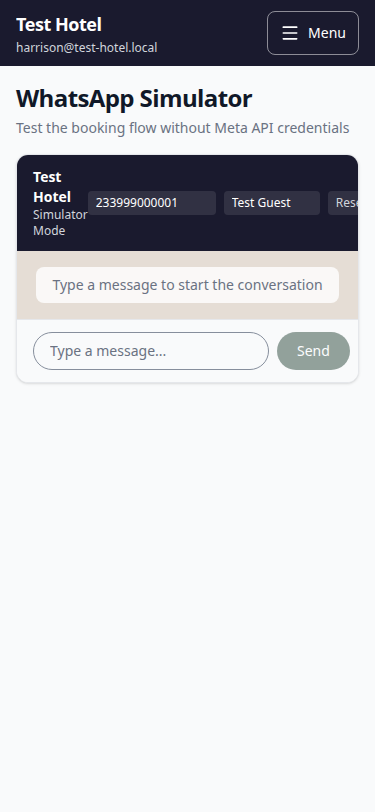 Test Hotel
harrison@test-hotel.local
Menu
WhatsApp Simulator
Test the booking flow without Meta API credentials
Test
Hotel
Simulator
Mode
233999000001
Test Guest
Type a message to start the conversation
Type a message...
Send